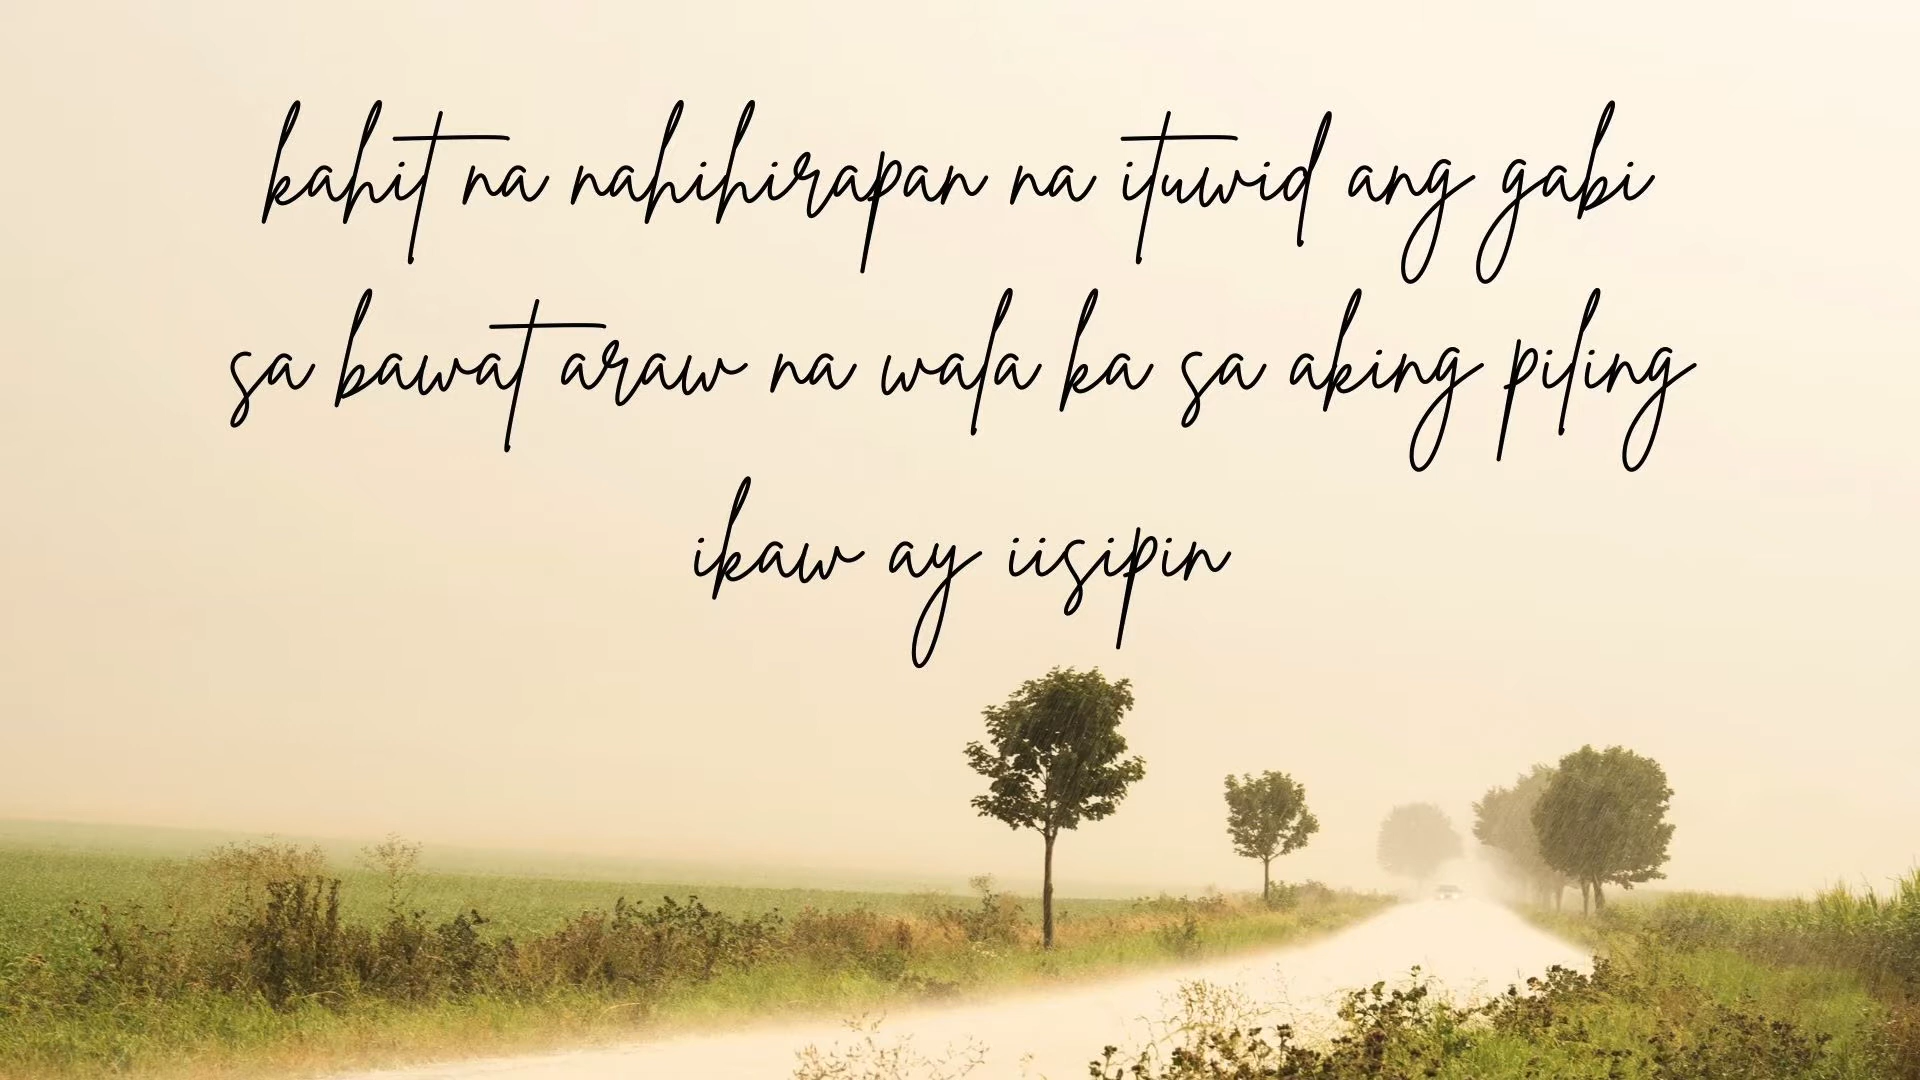 kahit na nahihirapan na ituwid ang gabi
sa bawat araw na wala ka sa aking piling
ikaw ay iisipin